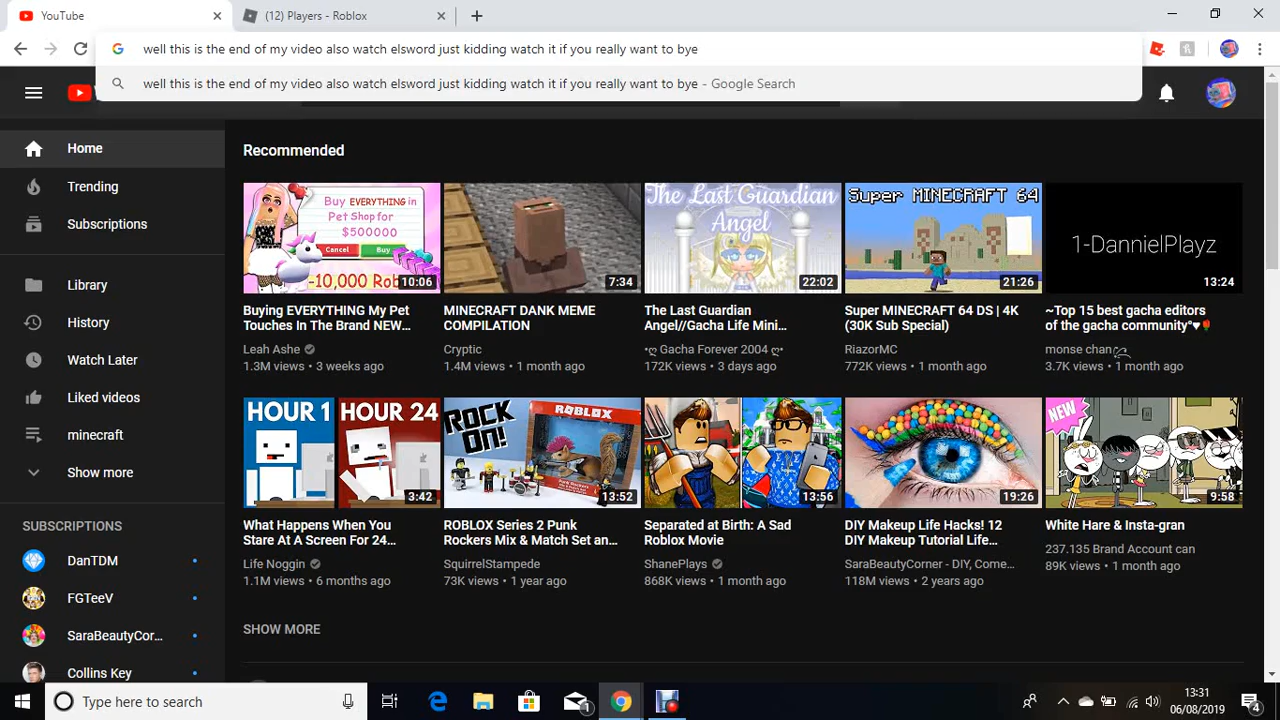 YouTube
(12) Players - Roblox
well this is the end of my video also watch elsword just kidding watch it if you really want to bye
well this is the end of my video also watch elsword just kidding watch it if you really want to bye - Google Search
Home
Trending
Subscriptions
Library
History
Watch Later
Liked videos
minecraft
Show more
SUBSCRIPTIONS
DanTDM
FGTeeV
SaraBeautyCor...
Collins Key
Recommended
Buy EVERYTHING in
Pet Shop for
$500000
Cancel
Buy
-10,000 Rob
10:06
7:34
The Last Guardian
Angel
22:02
Super MINECRAFT 64
21:26
1-DannielPlayz
13:24
Buying EVERYTHING My Pet
Touches In The Brand NEW...
Leah Ashe
1.3M views • 3 weeks ago
MINECRAFT DANK MEME
COMPILATION
Cryptic
1.4M views • 1 month ago
The Last Guardian
Angel//Gacha Life Mini...
•ღ Gacha Forever 2004 ღ•
172K views • 3 days ago
Super MINECRAFT 64 DS | 4K
(30K Sub Special)
RiazorMC
772K views • 1 month ago
~Top 15 best gacha editors
of the gacha community°♥🌹
monse chan
3.7K views • 1 month ago
HOUR 1
HOUR 24
3:42
ROCK
ON!
ROBLOX
13:52
13:56
19:26
NEW
9:58
What Happens When You
Stare At A Screen For 24...
Life Noggin
1.1M views • 6 months ago
ROBLOX Series 2 Punk
Rockers Mix & Match Set an...
SquirrelStampede
73K views • 1 year ago
Separated at Birth: A Sad
Roblox Movie
ShanePlays
868K views • 1 month ago
DIY Makeup Life Hacks! 12
DIY Makeup Tutorial Life...
SaraBeautyCorner - DIY, Come...
118M views • 2 years ago
White Hare & Insta-gran
237.135 Brand Account can
89K views • 1 month ago
SHOW MORE
Type here to search
1
13:31
06/08/2019
4